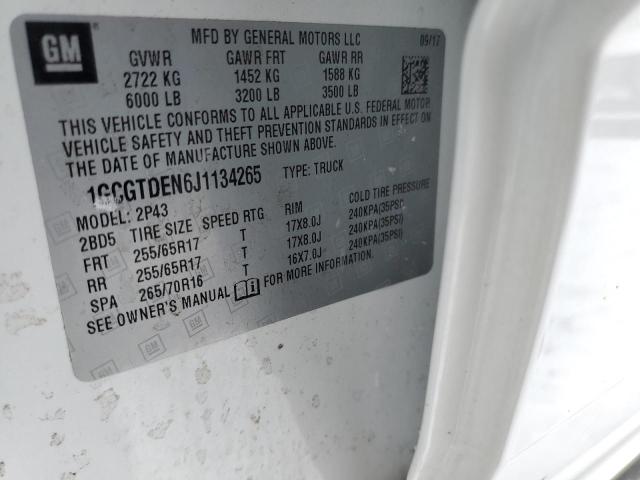 GM
MFD BY GENERAL MOTORS LLC 09/17
GVWR GAWR FRT GAWR RR
2722 KG 1452 KG 1588 KG
6000 LB 3200 LB 3500 LB
THIS VEHICLE CONFORMS TO ALL APPLICABLE U.S. FEDERAL MOTOR
VEHICLE SAFETY AND THEFT PREVENTION STANDARDS IN EFFECT ON
THE DATE OF MANUFACTURE SHOWN ABOVE.
1GCGTDEN6J1134265 TYPE: TRUCK
MODEL: 2P43
2BD5 TIRE SIZE SPEED RTG RIM COLD TIRE PRESSURE
FRT 255/65R17 T 17X8.0J 240KPA(35PSI)
RR 255/65R17 T 17X8.0J 240KPA(35PSI)
SPA 265/70R16 T 16X7.0J 240KPA(35PSI)
SEE OWNER'S MANUAL FOR MORE INFORMATION.